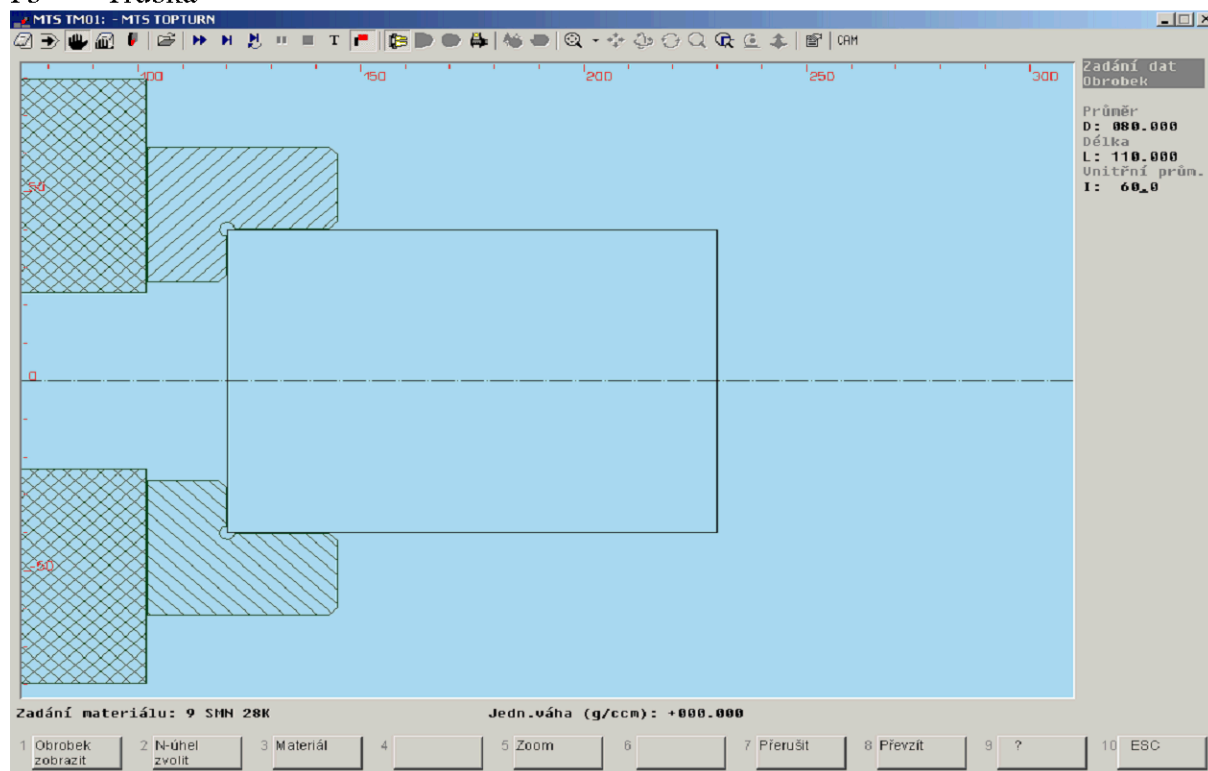 MTS TM01: - MTS TOPTURN
T
CAM
100 150 200 250 300
50
0
-50
Zadání dat
Obrobek
Průměr
D: 080.000
Délka
L: 110.000
Vnitřní prům.
I: 60.0
Zadání materiálu: 9 SMN 28K Jedn.váha (g/ccm): +000.000
1 Obrobek zobrazit 2 N-úhel zvolit 3 Materiál 4 5 Zoom 6 7 Přerušit 8 Převzít 9 ? 10 ESC